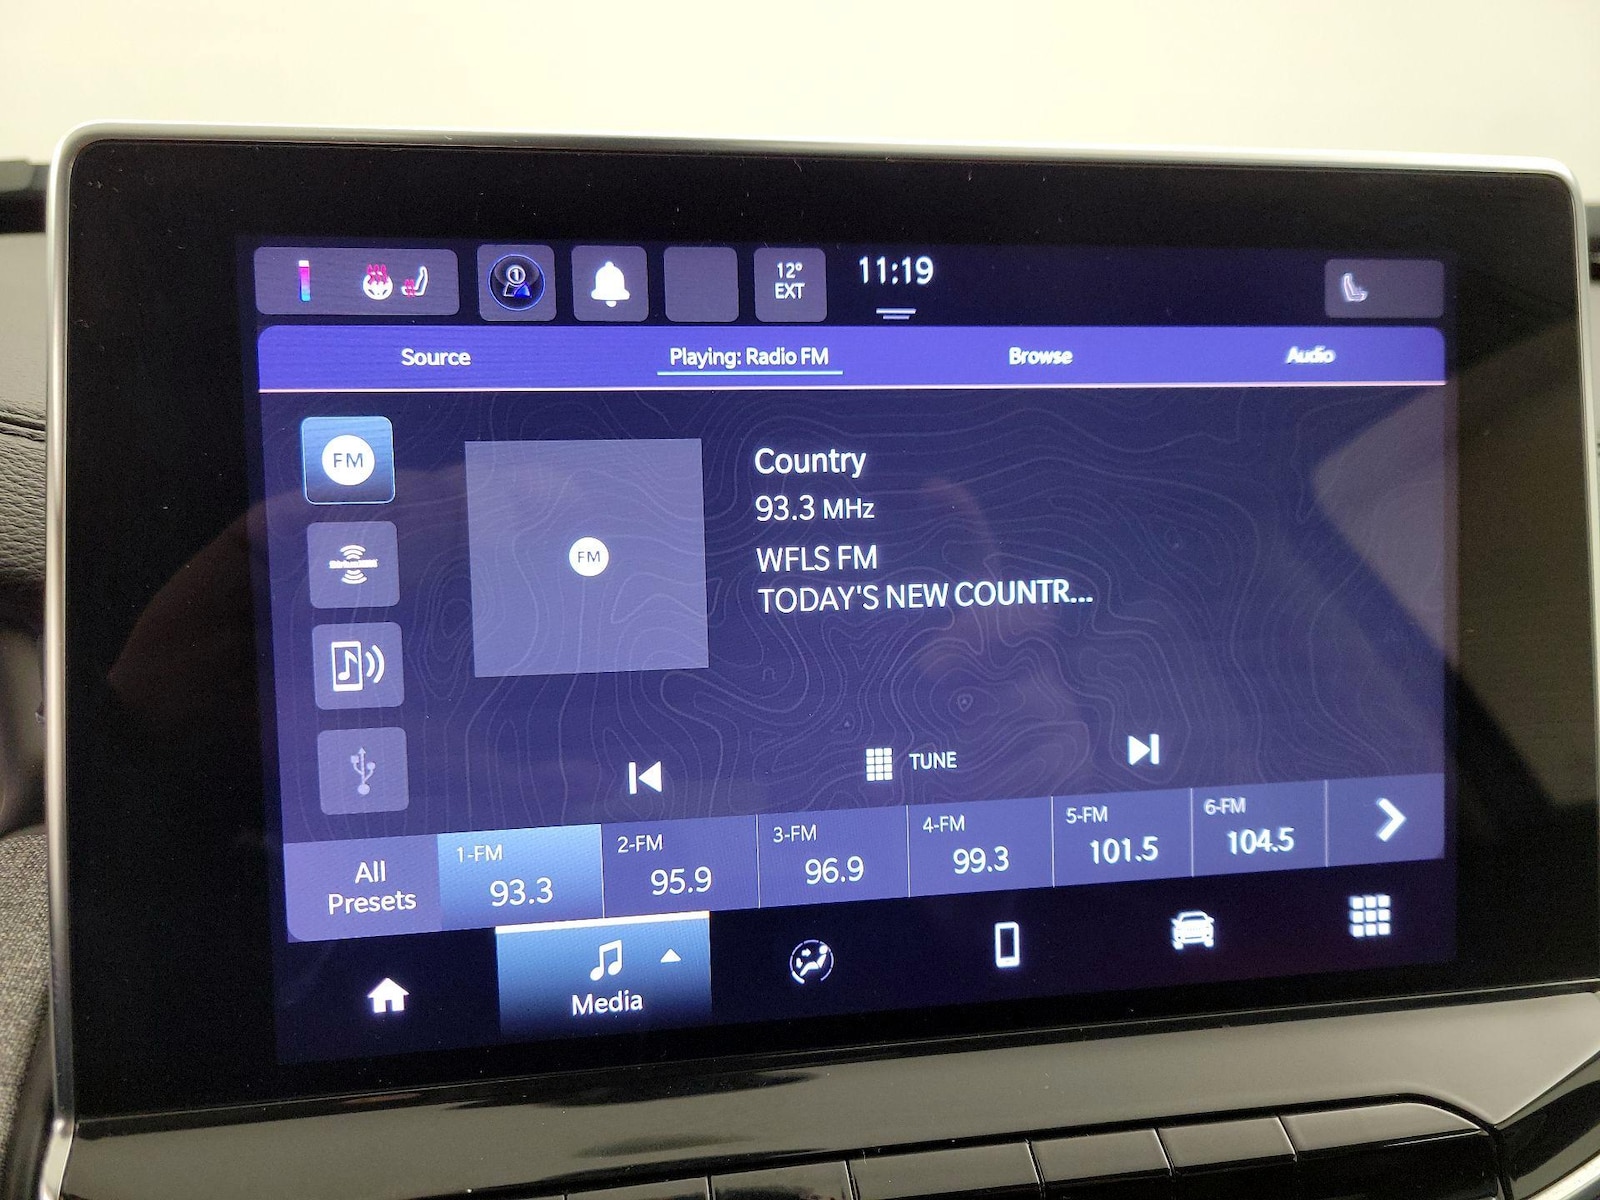 1
12°
EXT
11:19
Source Playing: Radio FM Browse Audio
FM
FM
Country
93.3 MHz
WFLS FM
TODAY'S NEW COUNTR...
TUNE
All
Presets
1-FM
93.3
2-FM
95.9
3-FM
96.9
4-FM
99.3
5-FM
101.5
6-FM
104.5
Media